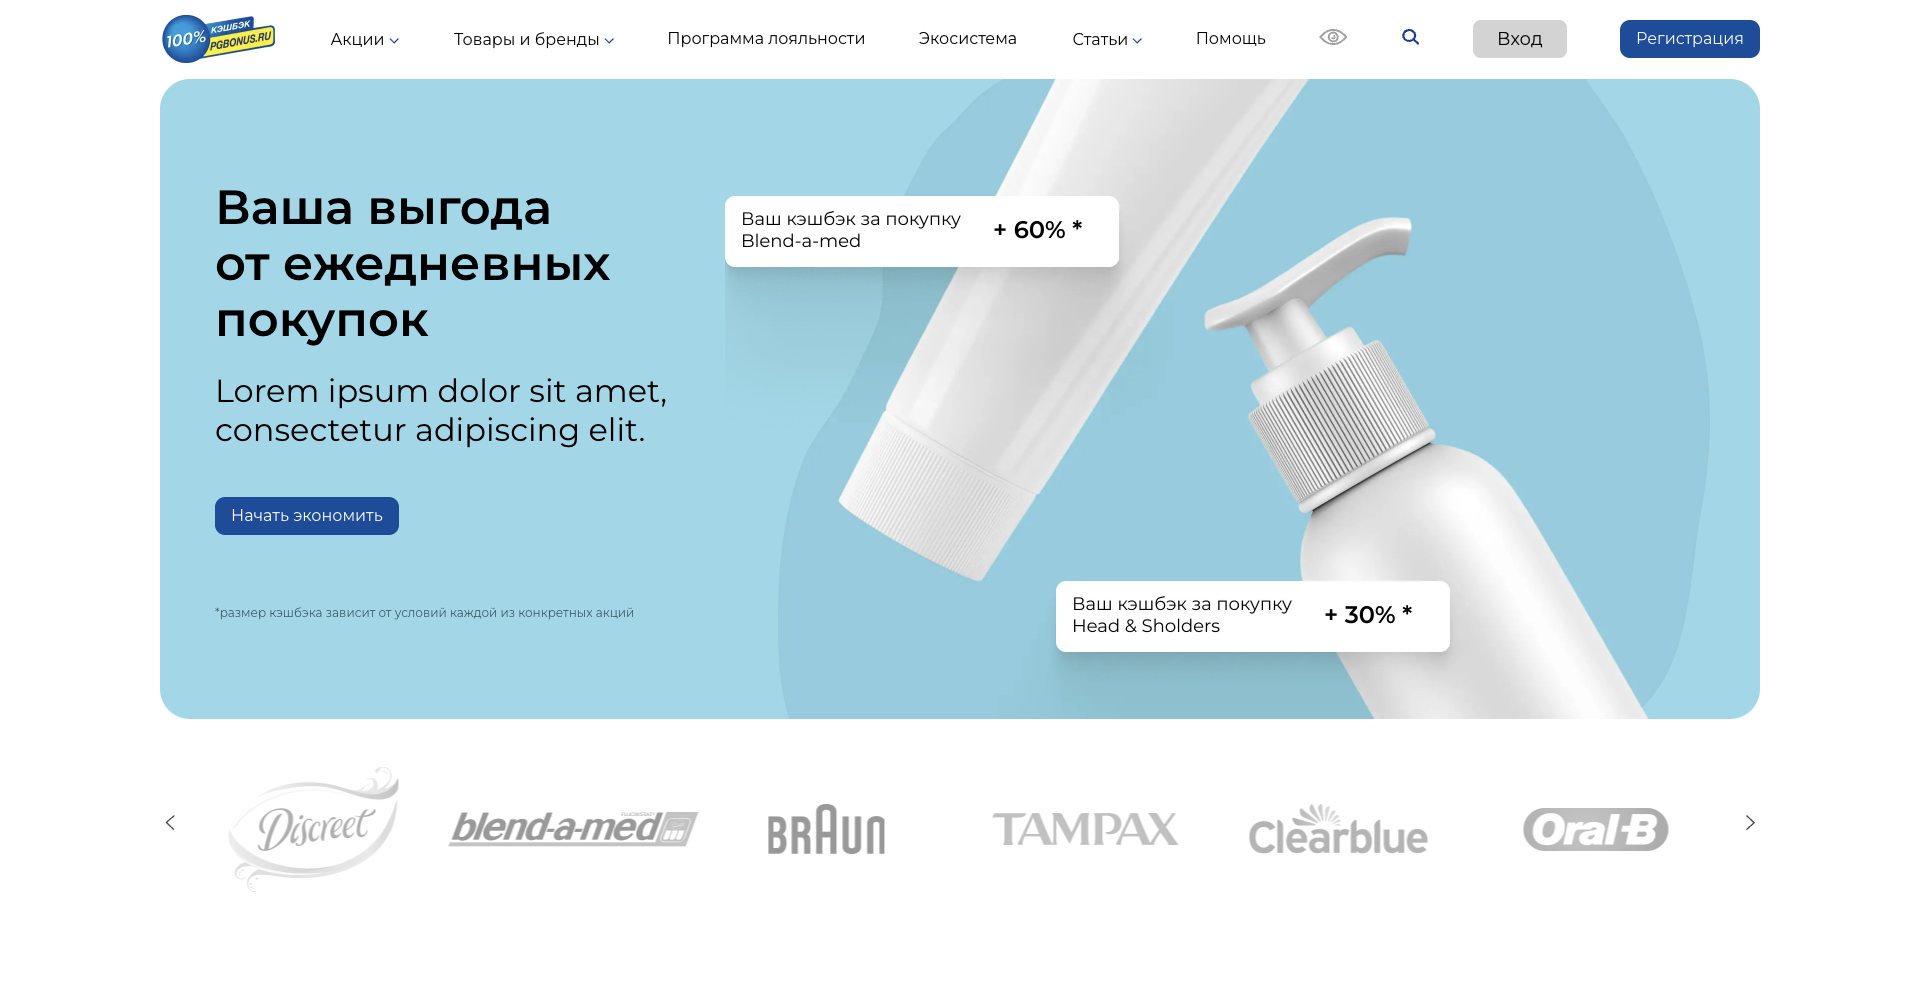 100%
КЭШБЭК
PGBONUS.RU
Акции
Товары и бренды
Программа лояльности
Экосистема
Статьи
Помощь
Вход
Регистрация
Ваша выгода
от ежедневных
покупок
Lorem ipsum dolor sit amet,
consectetur adipiscing elit.
Начать экономить
*размер кэшбэка зависит от условий каждой из конкретных акций
Ваш кэшбэк за покупку
Blend-a-med
+ 60% *
Ваш кэшбэк за покупку
Head & Sholders
+ 30% *
Discreet
blend-a-med
BRAUN
TAMPAX
Clearblue
Oral-B